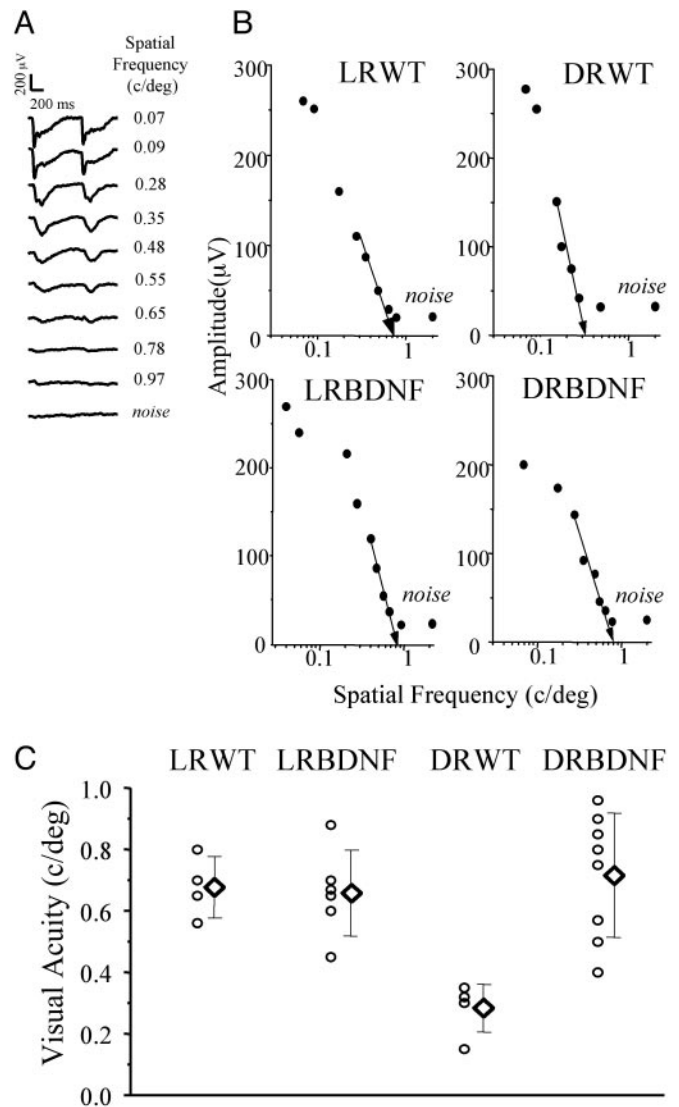 A
Spatial
Frequency
(c/deg)
200 µV
200 ms
0.07
0.09
0.28
0.35
0.48
0.55
0.65
0.78
0.97
noise
B
LRWT
DRWT
300
200
100
0
noise
0.1
1
300
200
100
0
noise
0.1
1
Amplitude(µV)
LRBDNF
DRBDNF
300
200
100
0
noise
0.1
1
300
200
100
0
noise
0.1
1
Spatial Frequency (c/deg)
C
LRWT LRBDNF DRWT DRBDNF
Visual Acuity (c/deg)
1.0
0.8
0.6
0.4
0.2
0.0